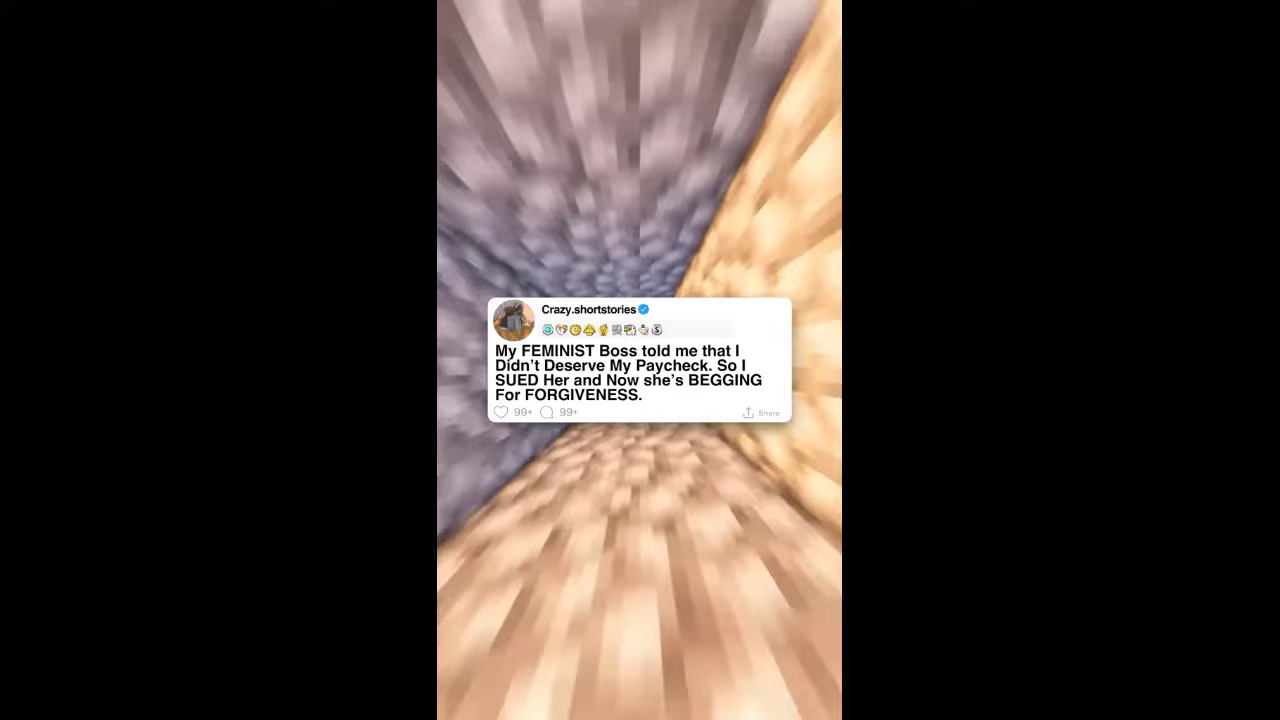 Crazy.shortstories
My FEMINIST Boss told me that I
Didn't Deserve My Paycheck. So I
SUED Her and Now she's BEGGING
For FORGIVENESS.
99+ 99+ Share